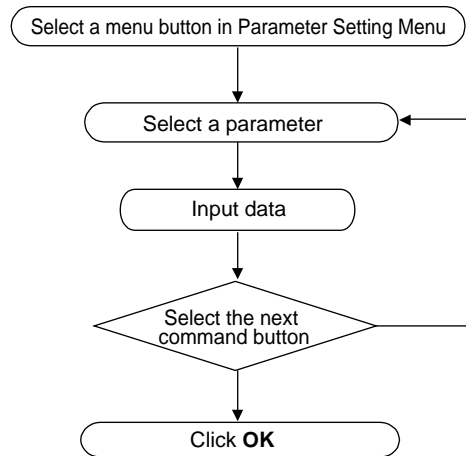 Select a menu button in Parameter Setting Menu
Select a parameter
Input data
Select the next
command button
Click OK